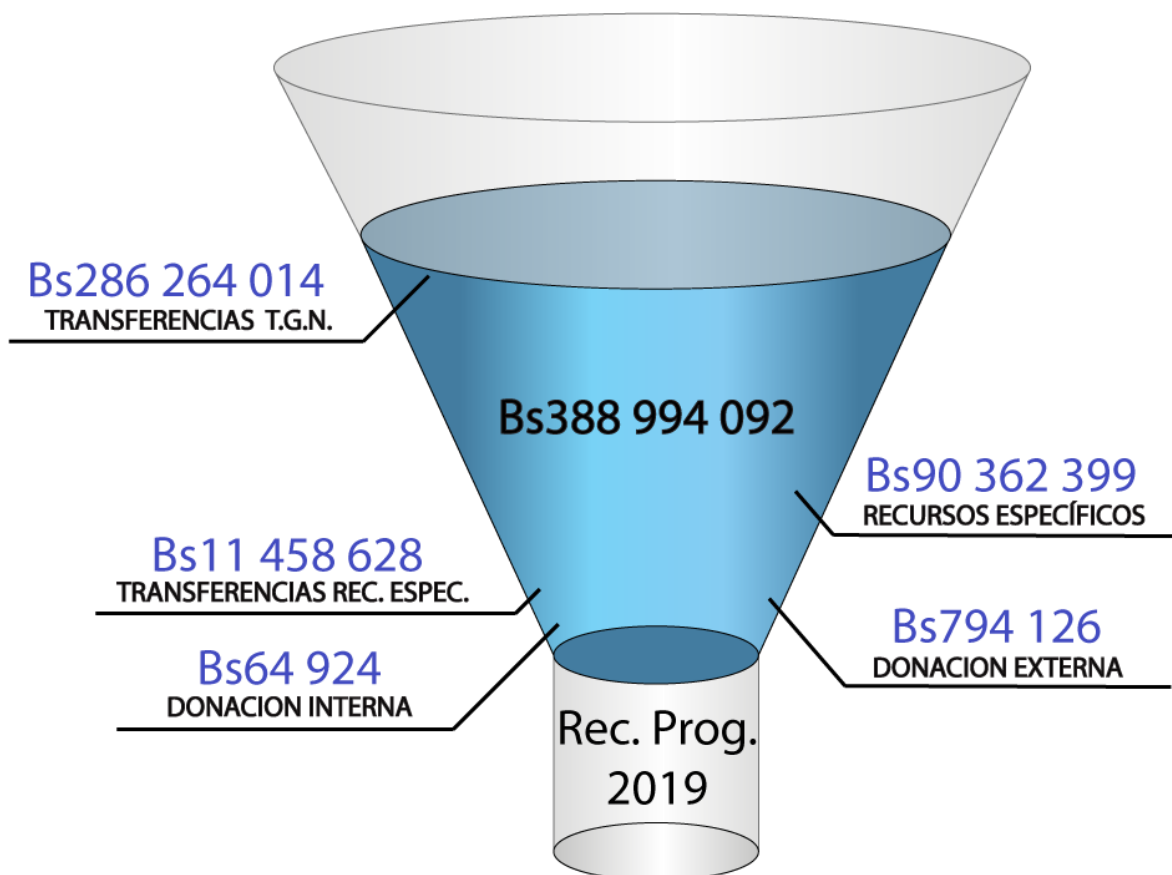 Bs286 264 014
TRANSFERENCIAS T.G.N.
Bs388 994 092
Bs90 362 399
RECURSOS ESPECÍFICOS
Bs11 458 628
TRANSFERENCIAS REC. ESPEC.
Bs794 126
DONACION EXTERNA
Bs64 924
DONACION INTERNA
Rec. Prog.
2019